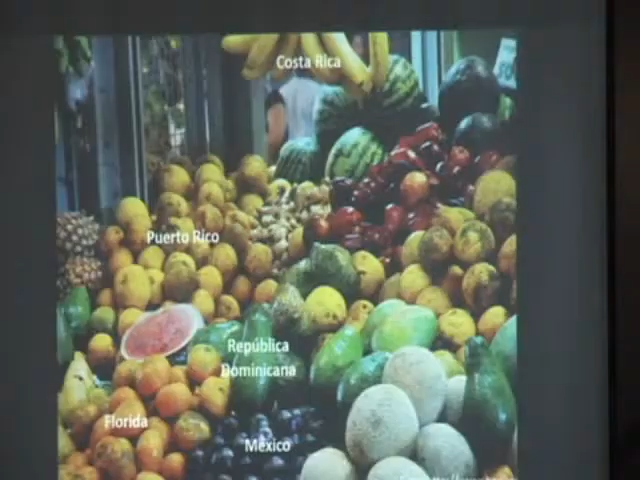 Costa Rica
Puerto Rico
República
Dominicana
Florida
México